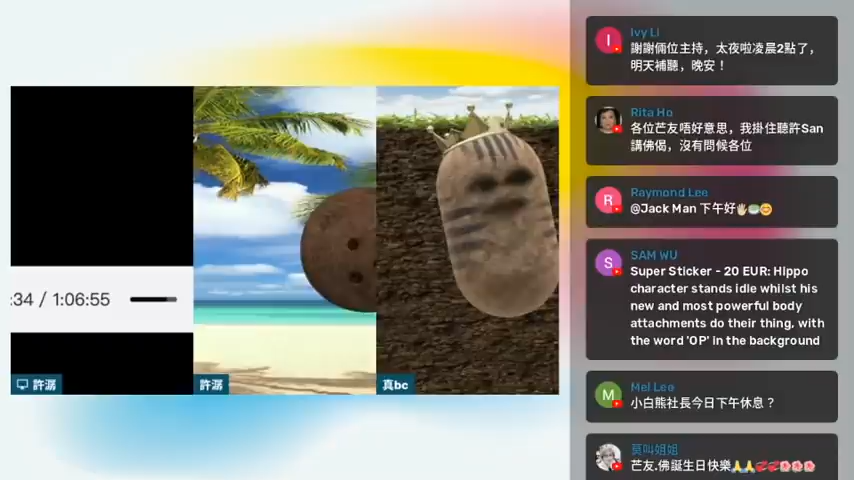 :34 / 1:06:55
許潺
許潺
真bc
Ivy Li
謝謝倆位主持，太夜啦凌晨2點了，
明天補聽，晚安！
Rita Ho
各位芒友唔好意思，我掛住聽許San
講佛偈，沒有問候各位
Raymond Lee
@Jack Man 下午好
SAM WU
Super Sticker - 20 EUR: Hippo
character stands idle whilst his
new and most powerful body
attachments do their thing, with
the word 'OP' in the background
Mel Lee
小白熊社長今日下午休息？
莫叫姐姐
芒友.佛誕生日快樂